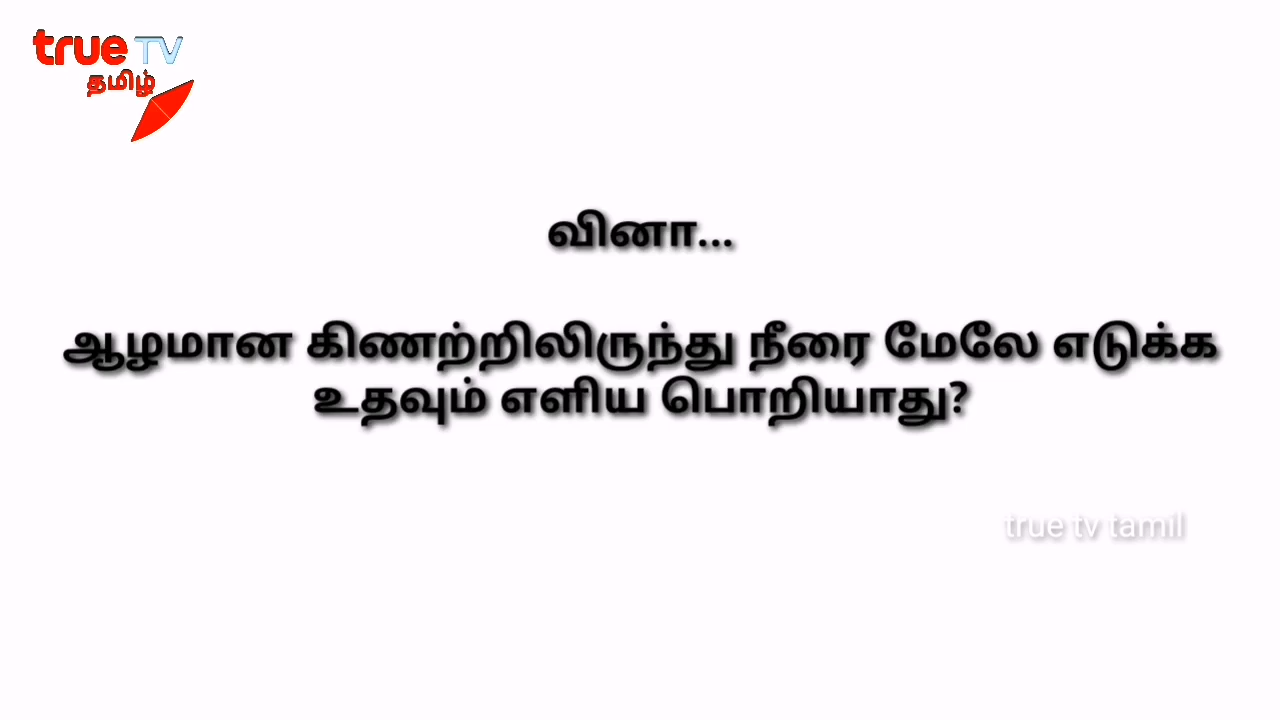 true TV
தமிழ்
வினா...
ஆழமான கிணற்றிலிருந்து நீரை மேலே எடுக்க
உதவும் எளிய பொறியாது?
true tv tamil